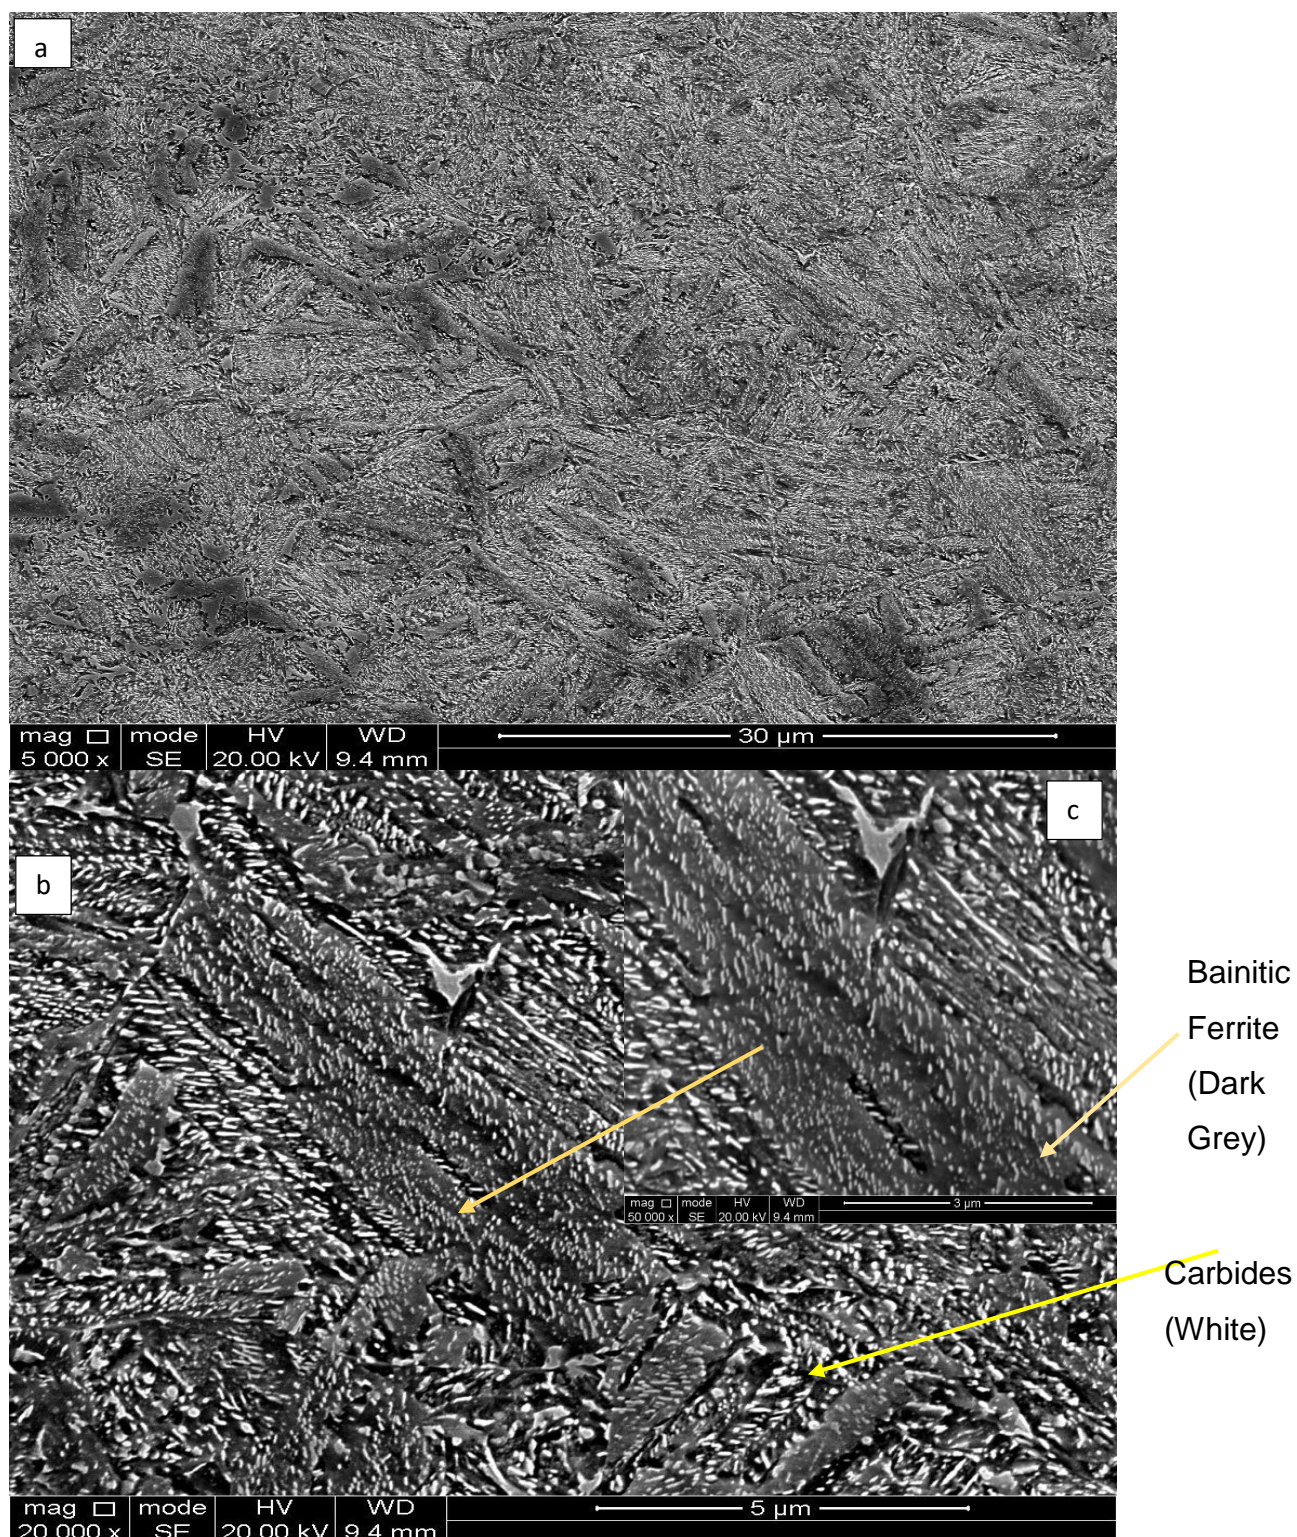 a
mag mode HV WD 30 µm
5 000 x SE 20.00 kV 9.4 mm
b
c
mag mode HV WD 3 µm
50 000 x SE 20.00 kV 9.4 mm
Bainitic
Ferrite
(Dark
Grey)
Carbides
(White)
mag mode HV WD 5 µm
20 000 x SE 20.00 kV 9.4 mm